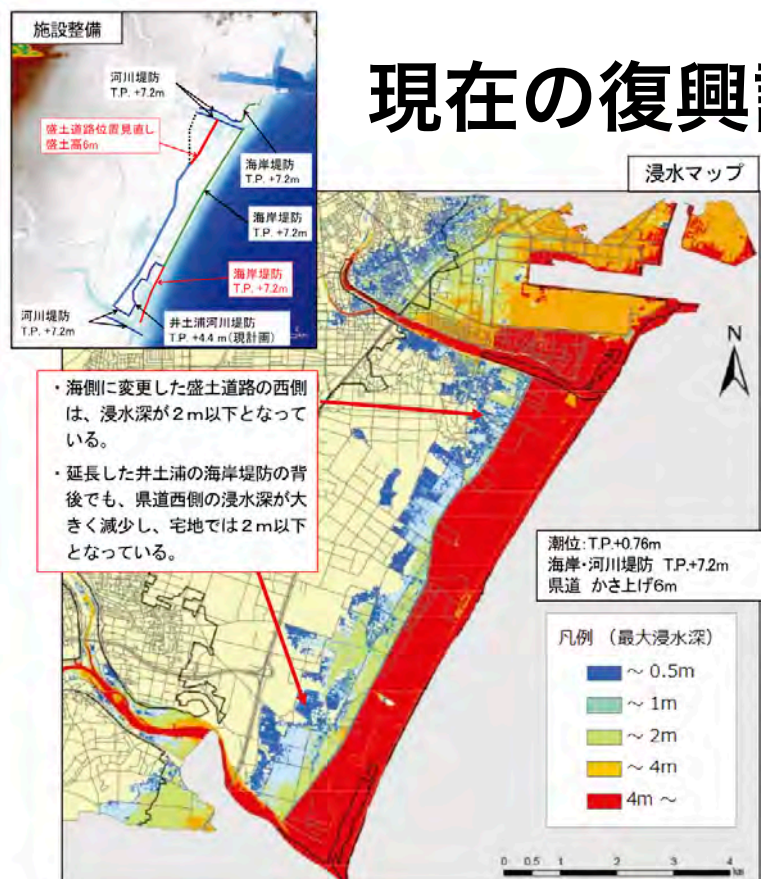 施設整備
現在の復興
河川堤防
T.P. +7.2m
盛土道路位置見直し
盛土高6m
海岸堤防
T.P. +7.2m
海岸堤防
T.P. +7.2m
海岸堤防
T.P. +7.2m
河川堤防
T.P. +7.2m
井土浦河川堤防
T.P. +4.4 m(現計画)
浸水マップ
N
・海側に変更した盛土道路の西側
は、浸水深が2m以下となって
いる。
・延長した井土浦の海岸堤防の背
後でも、県道西側の浸水深が大
きく減少し、宅地では2m以下
となっている。
潮位:T.P.+0.76m
海岸・河川堤防 T.P.+7.2m
県道 かさ上げ6m
凡例 (最大浸水深)
~ 0.5m
~ 1m
~ 2m
~ 4m
4m ~
0 0.5 1 2 3 4
km